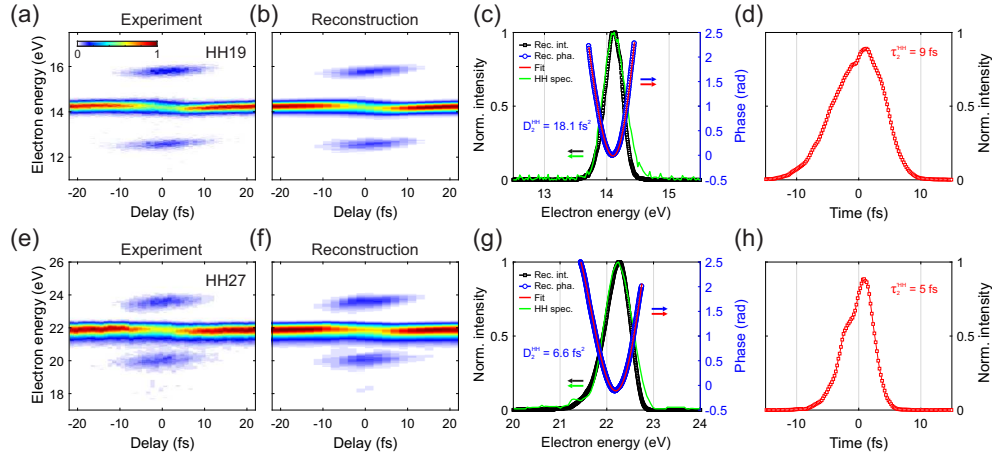 (a) Experiment
(b) Reconstruction
(c)
(d)
HH19
0 1
Electron energy (eV)
16
14
12
-20 -10 0 10 20
Delay (fs)
-20 -10 0 10 20
Delay (fs)
Norm. intensity
1
0.5
0
Rec. int.
Rec. pha.
Fit
HH spec.
D₂ᴴᴴ = 18.1 fs²
13 14 15
Electron energy (eV)
2.5
2
1.5
1
0.5
0
-0.5
Phase (rad)
τ₂ᴴᴴ = 9 fs
1
0.5
0
Norm. intensity
-10 0 10
Time (fs)
(e) Experiment
(f) Reconstruction
(g)
(h)
HH27
Electron energy (eV)
26
24
22
20
18
-20 -10 0 10 20
Delay (fs)
-20 -10 0 10 20
Delay (fs)
Norm. intensity
1
0.5
0
Rec. int.
Rec. pha.
Fit
HH spec.
D₂ᴴᴴ = 6.6 fs²
20 21 22 23 24
Electron energy (eV)
2.5
2
1.5
1
0.5
0
-0.5
Phase (rad)
τ₂ᴴᴴ = 5 fs
1
0.5
0
Norm. intensity
-10 0 10
Time (fs)